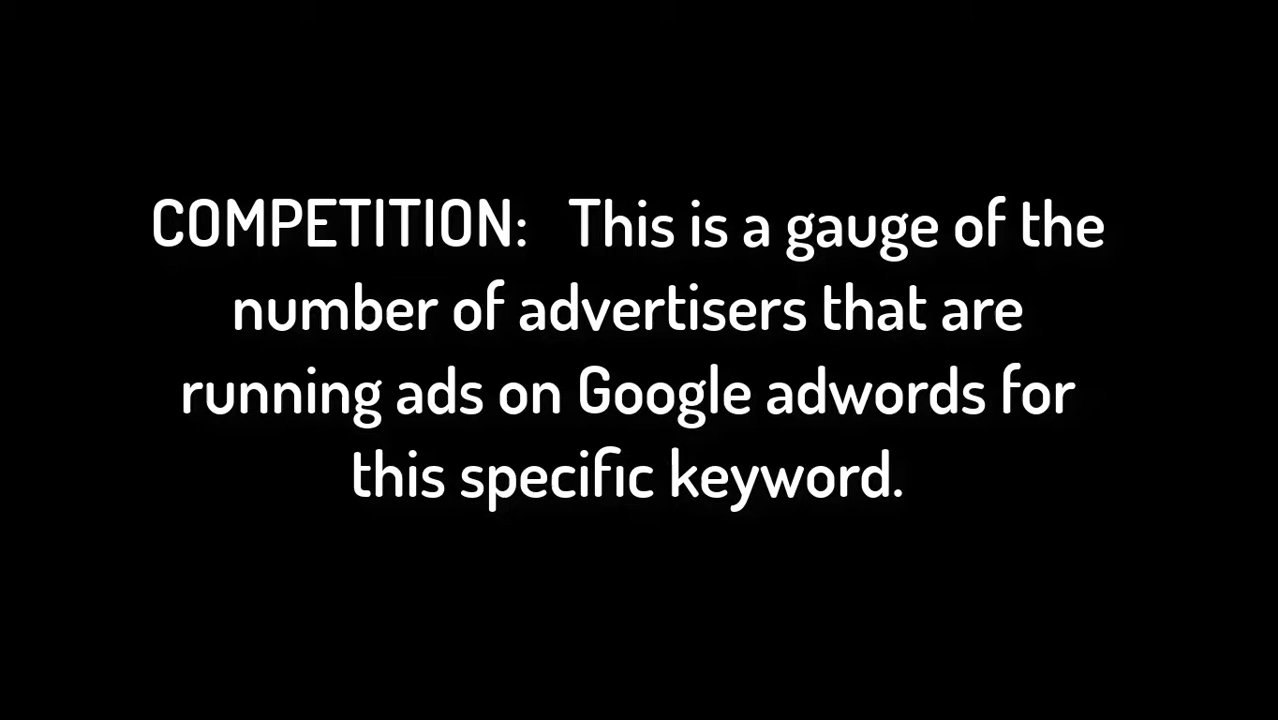 COMPETITION:   This is a gauge of the
number of advertisers that are
running ads on Google adwords for
this specific keyword.